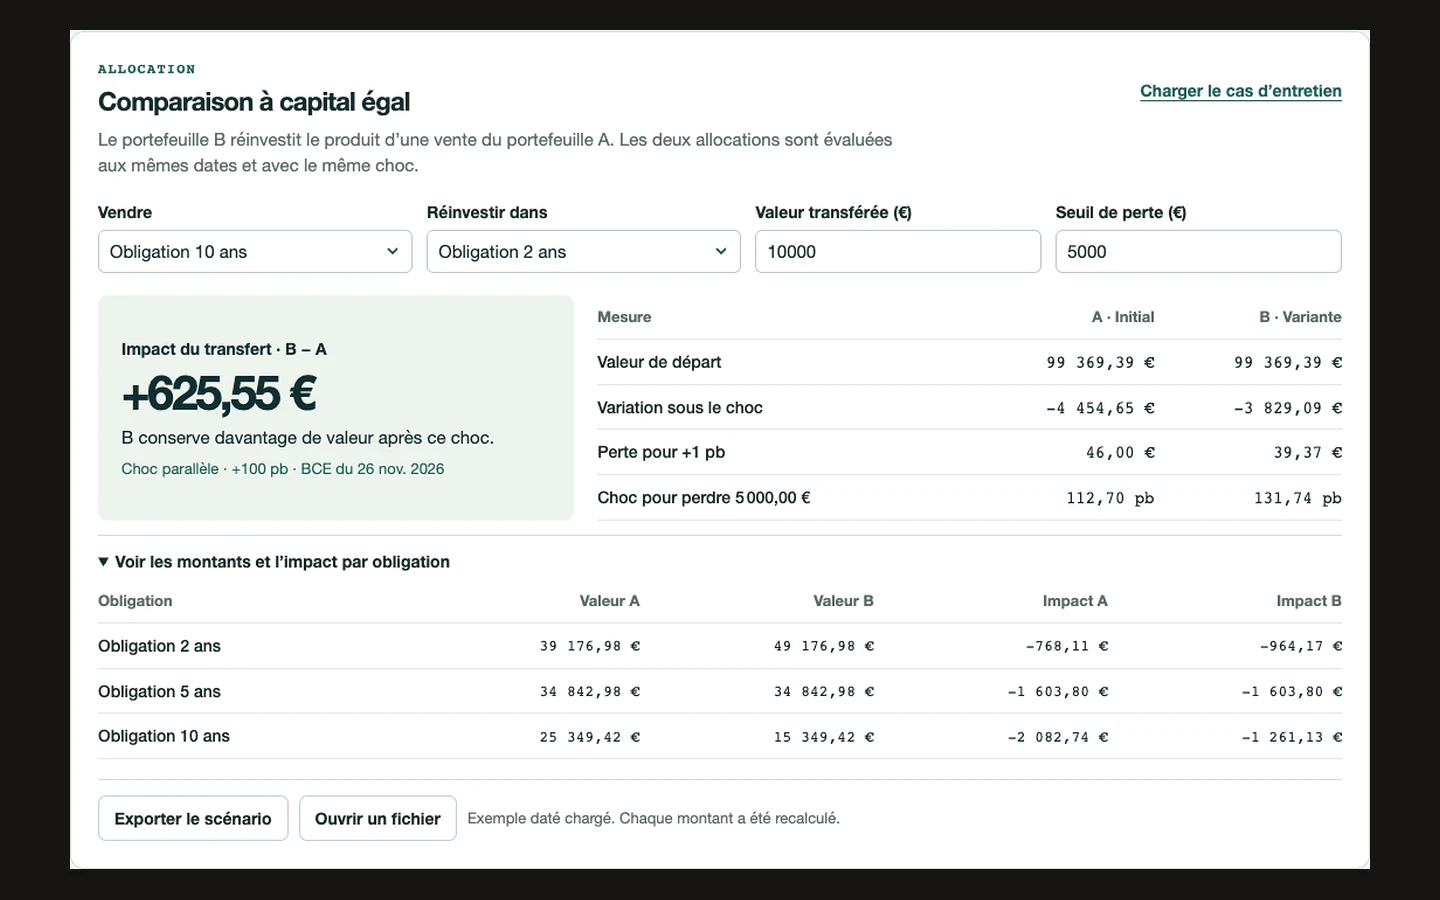 ALLOCATION
Comparaison à capital égal
Charger le cas d’entretien
Le portefeuille B réinvestit le produit d’une vente du portefeuille A. Les deux allocations sont évaluées
aux mêmes dates et avec le même choc.
Vendre Réinvestir dans Valeur transférée (€) Seuil de perte (€)
Obligation 10 ans Obligation 2 ans 10000 5000
Impact du transfert · B – A
+625,55 €
B conserve davantage de valeur après ce choc.
Choc parallèle · +100 pb · BCE du 26 nov. 2026
Mesure A · Initial B · Variante
Valeur de départ 99 369,39 € 99 369,39 €
Variation sous le choc −4 454,65 € −3 829,09 €
Perte pour +1 pb 46,00 € 39,37 €
Choc pour perdre 5 000,00 € 112,70 pb 131,74 pb
▼ Voir les montants et l’impact par obligation
Obligation Valeur A Valeur B Impact A Impact B
Obligation 2 ans 39 176,98 € 49 176,98 € −768,11 € −964,17 €
Obligation 5 ans 34 842,98 € 34 842,98 € −1 603,80 € −1 603,80 €
Obligation 10 ans 25 349,42 € 15 349,42 € −2 082,74 € −1 261,13 €
Exporter le scénario Ouvrir un fichier Exemple daté chargé. Chaque montant a été recalculé.